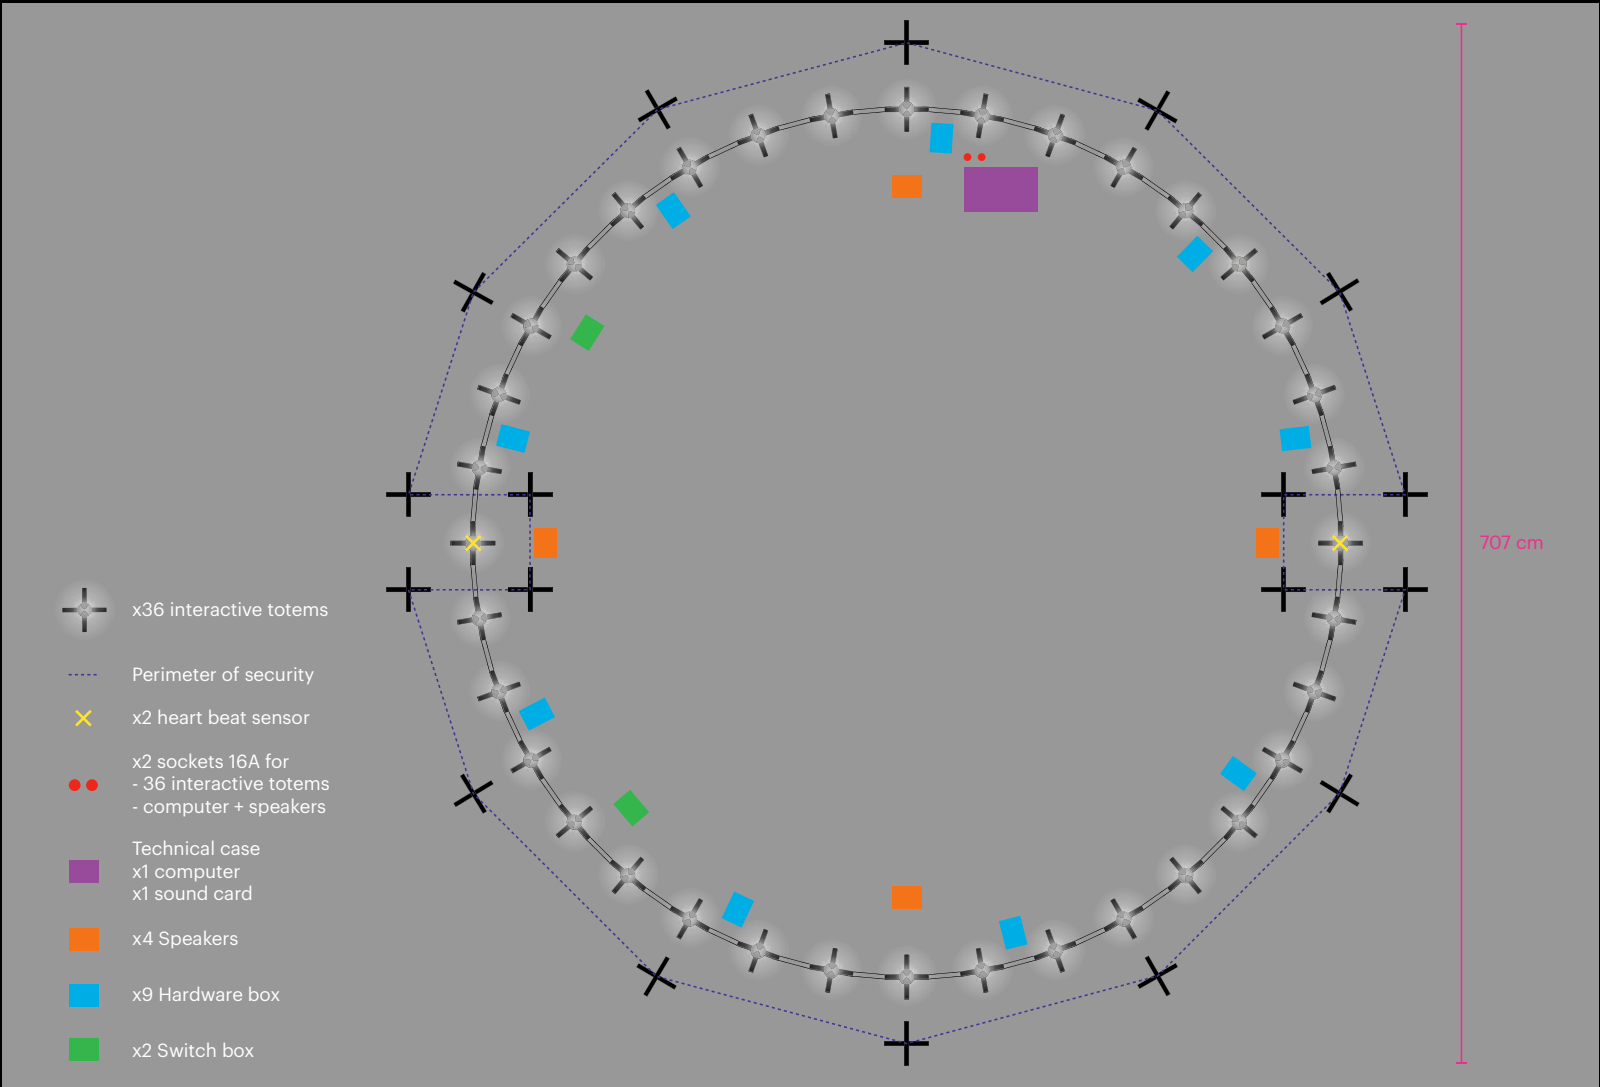 707 cm
x36 interactive totems
Perimeter of security
x2 heart beat sensor
x2 sockets 16A for
- 36 interactive totems
- computer + speakers
Technical case
x1 computer
x1 sound card
x4 Speakers
x9 Hardware box
x2 Switch box